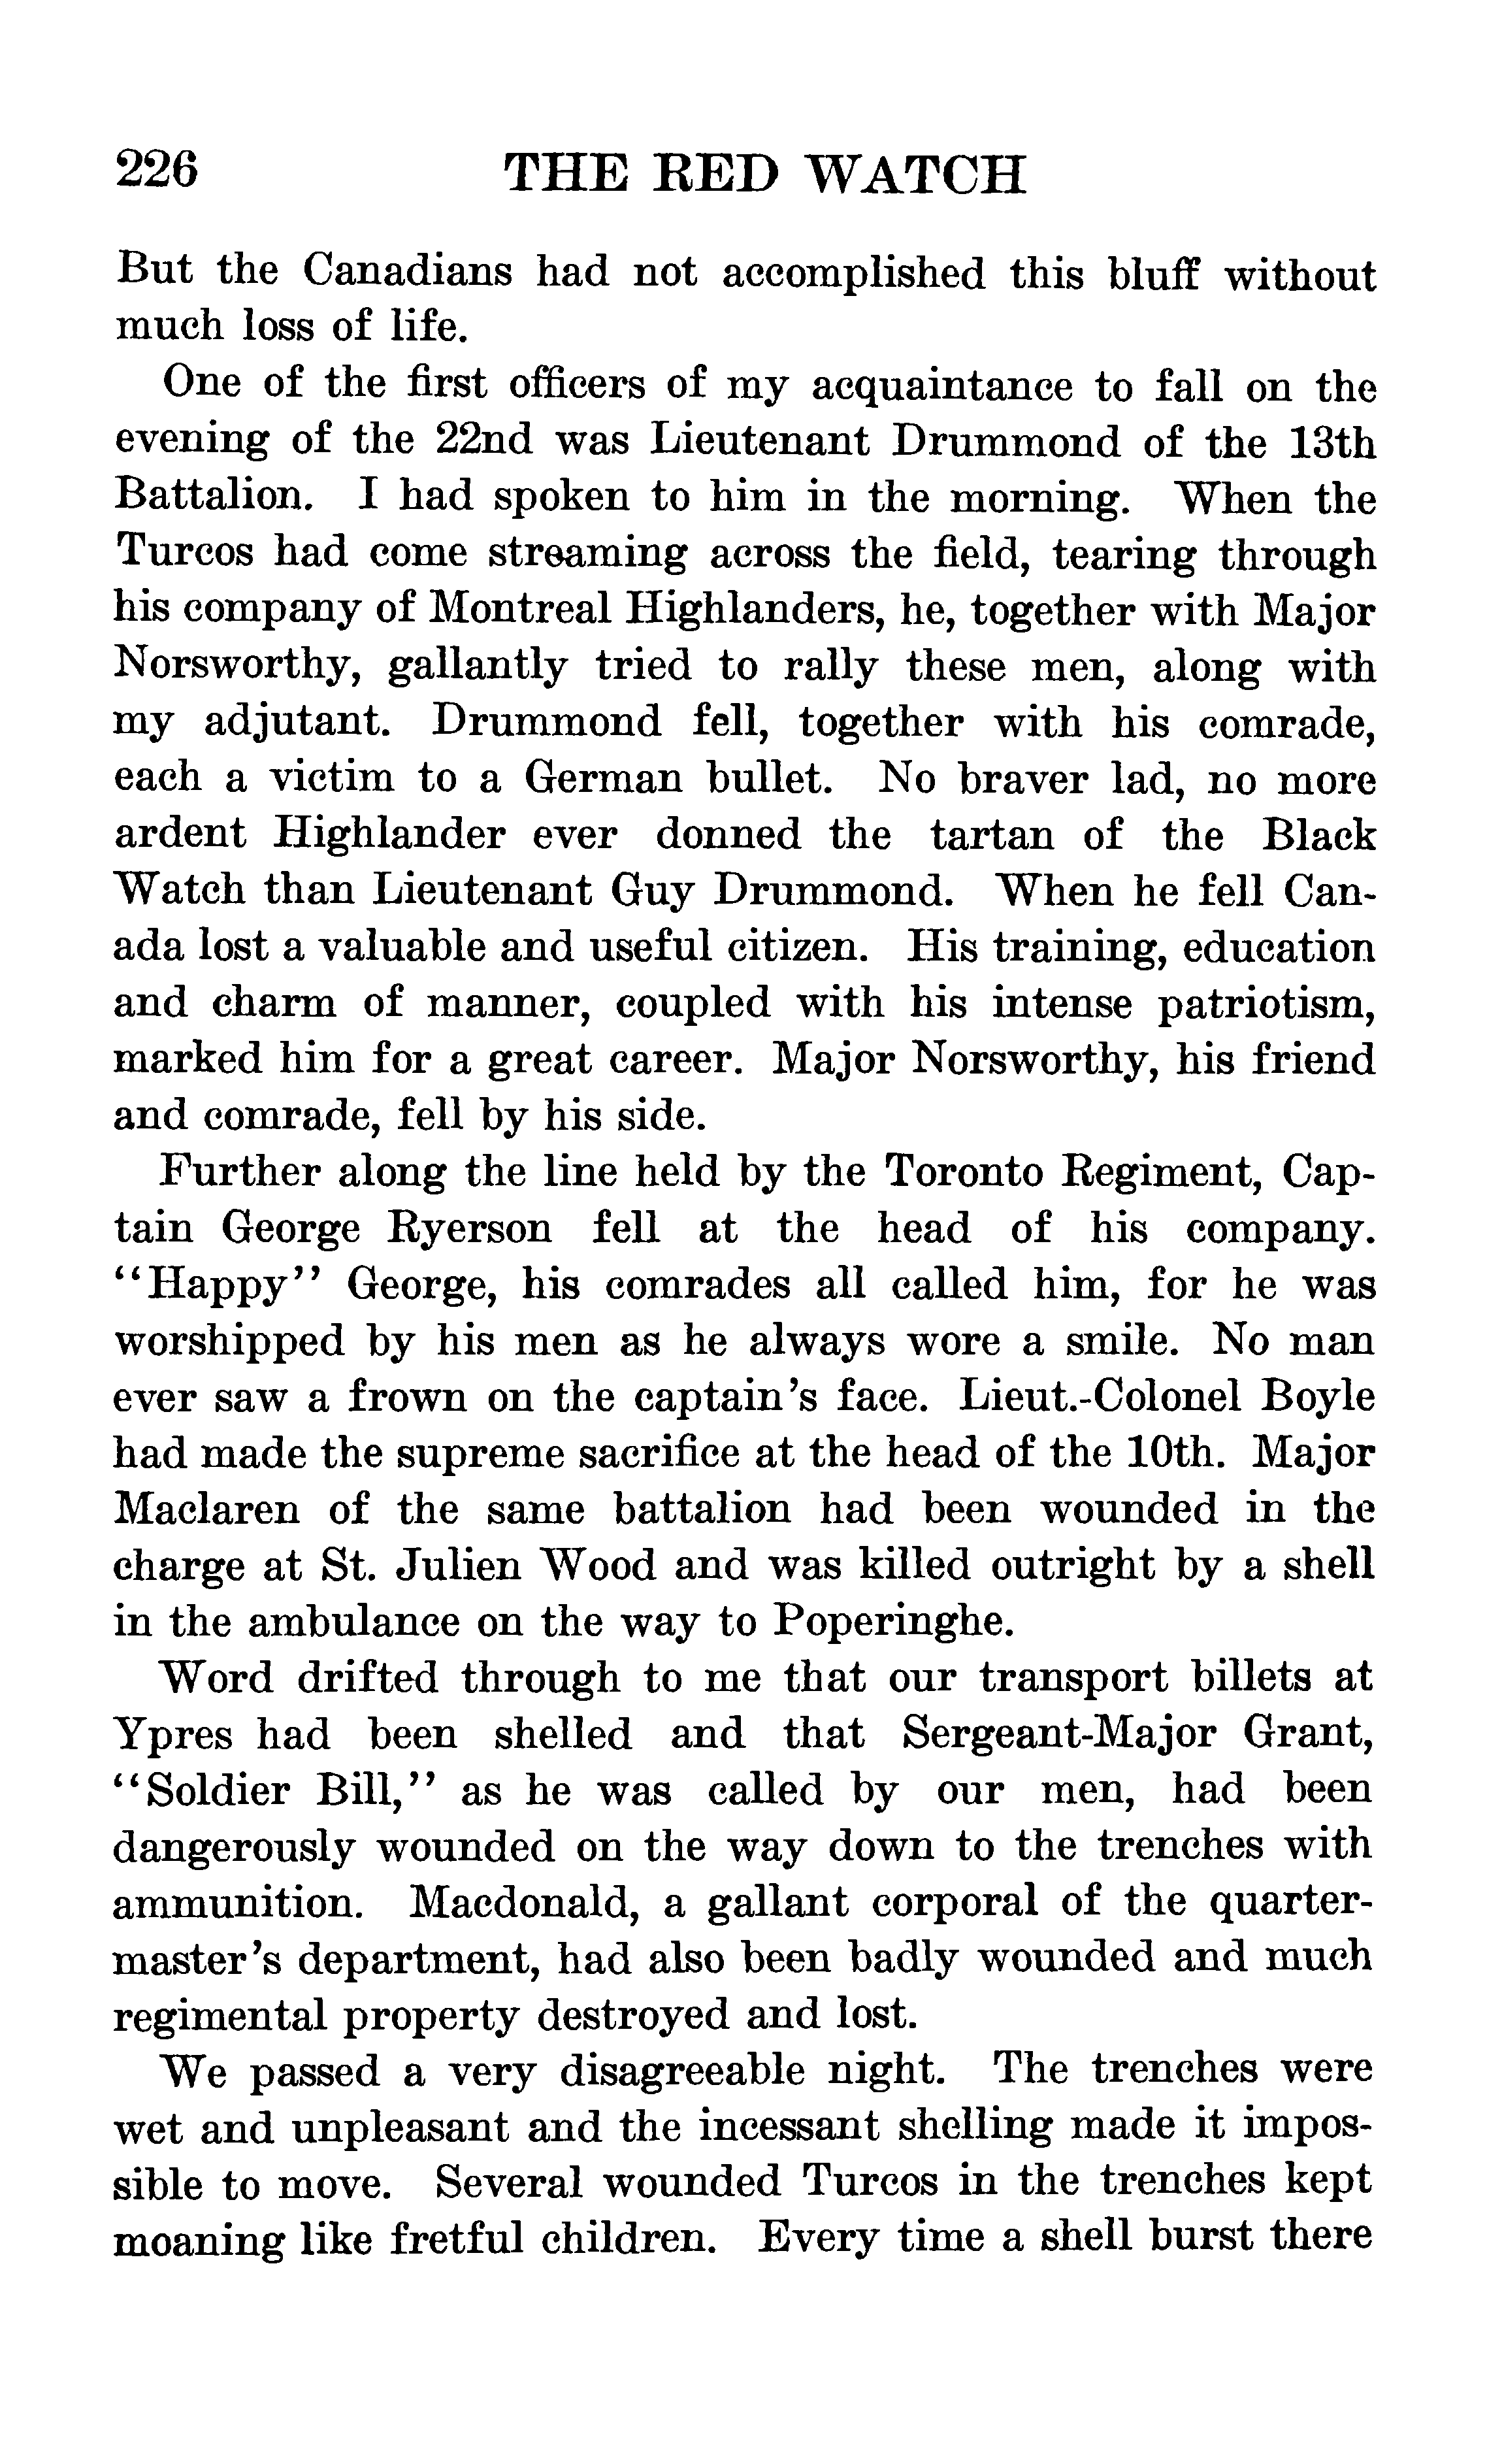 226 THE RED WATCH
But the Canadians had not accomplished this bluff without
much loss of life.
One of the first officers of my acquaintance to fall on the
evening of the 22nd was Lieutenant Drummond of the 13th
Battalion. I had spoken to him in the morning. When the
Turcos had come streaming across the field, tearing through
his company of Montreal Highlanders, he, together with Major
Norsworthy, gallantly tried to rally these men, along with
my adjutant. Drummond fell, together with his comrade,
each a victim to a German bullet. No braver lad, no more
ardent Highlander ever donned the tartan of the Black
Watch than Lieutenant Guy Drummond. When he fell Can-
ada lost a valuable and useful citizen. His training, education
and charm of manner, coupled with his intense patriotism,
marked him for a great career. Major Norsworthy, his friend
and comrade, fell by his side.
Further along the line held by the Toronto Regiment, Cap-
tain George Ryerson fell at the head of his company.
"Happy" George, his comrades all called him, for he was
worshipped by his men as he always wore a smile. No man
ever saw a frown on the captain's face. Lieut.-Colonel Boyle
had made the supreme sacrifice at the head of the 10th. Major
Maclaren of the same battalion had been wounded in the
charge at St. Julien Wood and was killed outright by a shell
in the ambulance on the way to Poperinghe.
Word drifted through to me that our transport billets at
Ypres had been shelled and that Sergeant-Major Grant,
"Soldier Bill," as he was called by our men, had been
dangerously wounded on the way down to the trenches with
ammunition. Macdonald, a gallant corporal of the quarter-
master's department, had also been badly wounded and much
regimental property destroyed and lost.
We passed a very disagreeable night. The trenches were
wet and unpleasant and the incessant shelling made it impos-
sible to move. Several wounded Turcos in the trenches kept
moaning like fretful children. Every time a shell burst there